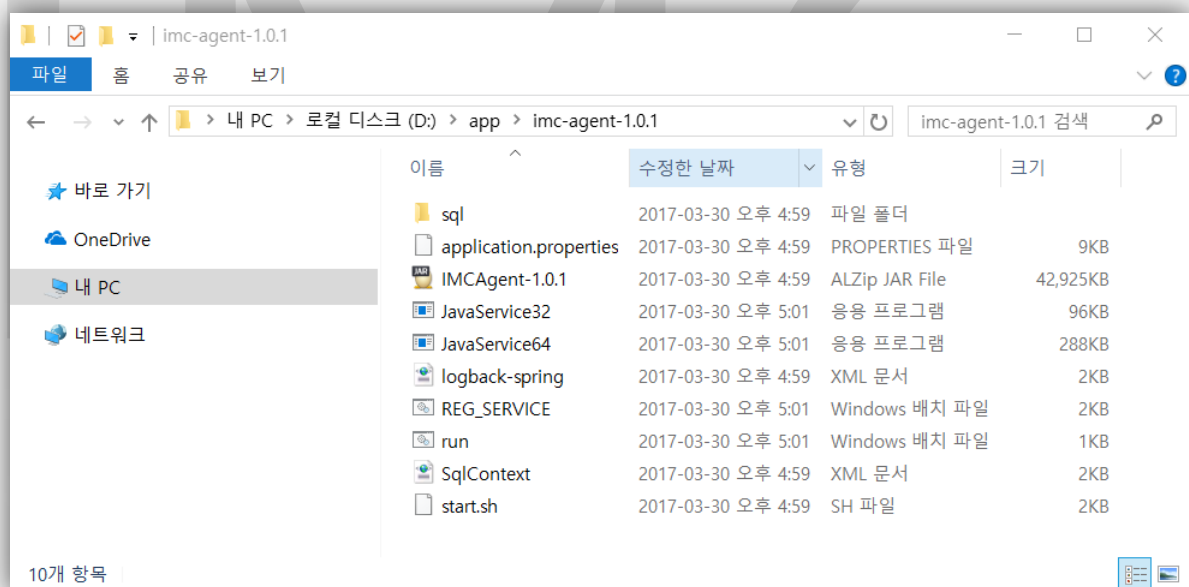 imc-agent-1.0.1
파일 홈 공유 보기
내 PC > 로컬 디스크 (D:) > app > imc-agent-1.0.1 imc-agent-1.0.1 검색
이름 수정한 날짜 유형 크기
바로 가기
OneDrive
내 PC
네트워크
sql 2017-03-30 오후 4:59 파일 폴더
application.properties 2017-03-30 오후 4:59 PROPERTIES 파일 9KB
JAR IMCAgent-1.0.1 2017-03-30 오후 4:59 ALZip JAR File 42,925KB
JavaService32 2017-03-30 오후 5:01 응용 프로그램 96KB
JavaService64 2017-03-30 오후 5:01 응용 프로그램 288KB
logback-spring 2017-03-30 오후 4:59 XML 문서 2KB
REG_SERVICE 2017-03-30 오후 5:01 Windows 배치 파일 2KB
run 2017-03-30 오후 5:01 Windows 배치 파일 1KB
SqlContext 2017-03-30 오후 4:59 XML 문서 2KB
start.sh 2017-03-30 오후 4:59 SH 파일 2KB
10개 항목